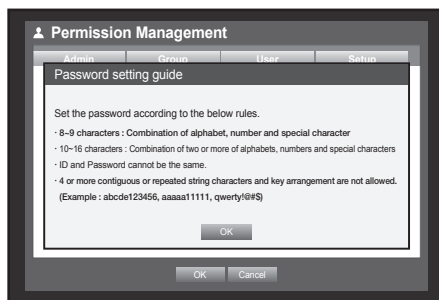 Permission Management
Admin Group User Setup
Password setting guide
Set the password according to the below rules.
· 8~9 characters : Combination of alphabet, number and special character
· 10~16 characters : Combination of two or more of alphabets, numbers and special characters
· ID and Password cannot be the same.
· 4 or more contiguous or repeated string characters and key arrangement are not allowed.
(Example : abcde123456, aaaaa11111, qwerty!@#$)
OK
OK Cancel